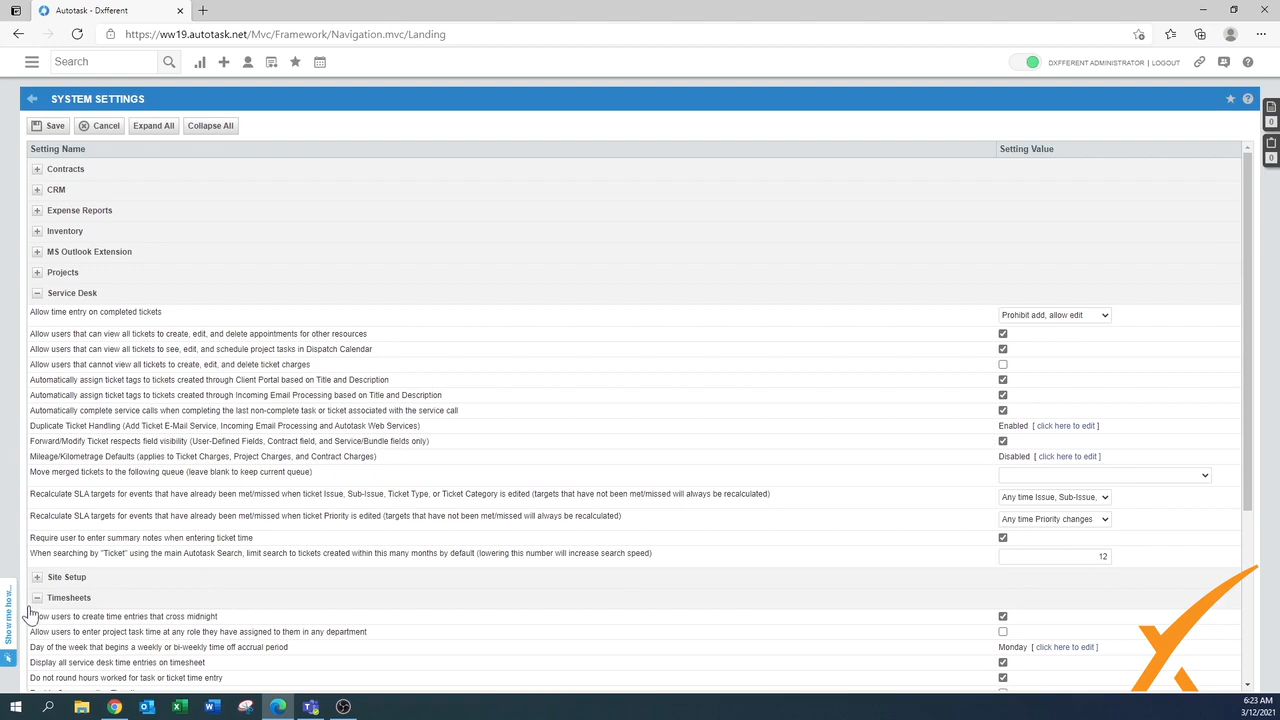 Autotask - Dxfferent
https://ww19.autotask.net/Mvc/Framework/Navigation.mvc/Landing
Search
DXFFERENT ADMINISTRATOR | LOGOUT
SYSTEM SETTINGS
0
Save Cancel Expand All Collapse All
Setting Name Setting Value
0
Contracts
CRM
Expense Reports
Inventory
MS Outlook Extension
Projects
Service Desk
Allow time entry on completed tickets Prohibit add, allow edit
Allow users that can view all tickets to create, edit, and delete appointments for other resources
Allow users that can view all tickets to see, edit, and schedule project tasks in Dispatch Calendar
Allow users that cannot view all tickets to create, edit, and delete ticket charges
Automatically assign ticket tags to tickets created through Client Portal based on Title and Description
Automatically assign ticket tags to tickets created through Incoming Email Processing based on Title and Description
Automatically complete service calls when completing the last non-complete task or ticket associated with the service call
Duplicate Ticket Handling (Add Ticket E-Mail Service, Incoming Email Processing and Autotask Web Services) Enabled [ click here to edit ]
Forward/Modify Ticket respects field visibility (User-Defined Fields, Contract field, and Service/Bundle fields only)
Mileage/Kilometrage Defaults (applies to Ticket Charges, Project Charges, and Contract Charges) Disabled [ click here to edit ]
Move merged tickets to the following queue (leave blank to keep current queue)
Recalculate SLA targets for events that have already been met/missed when ticket Issue, Sub-Issue, Ticket Type, or Ticket Category is edited (targets that have not been met/missed will always be recalculated) Any time Issue, Sub-Issue,
Recalculate SLA targets for events that have already been met/missed when ticket Priority is edited (targets that have not been met/missed will always be recalculated) Any time Priority changes
Require user to enter summary notes when entering ticket time
When searching by "Ticket" using the main Autotask Search, limit search to tickets created within this many months by default (lowering this number will increase search speed) 12
Site Setup
Timesheets
Show me how...
users to create time entries that cross midnight
Allow users to enter project task time at any role they have assigned to them in any department
Day of the week that begins a weekly or bi-weekly time off accrual period Monday [ click here to edit ]
Display all service desk time entries on timesheet
Do not round hours worked for task or ticket time entry
6:23 AM
3/12/2021